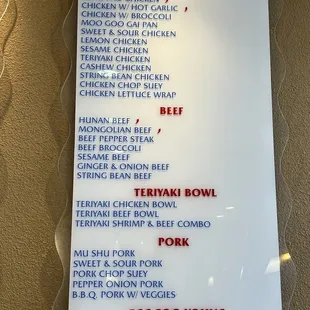 CHICKEN
CHICKEN W/ HOT GARLIC
CHICKEN W/ BROCCOLI
MOO GOO GAI PAN
SWEET & SOUR CHICKEN
LEMON CHICKEN
SESAME CHICKEN
TERIYAKI CHICKEN
CASHEW CHICKEN
STRING BEAN CHICKEN
CHICKEN CHOP SUEY
CHICKEN LETTUCE WRAP
BEEF
HUNAN BEEF
MONGOLIAN BEEF
BEEF PEPPER STEAK
BEEF BROCCOLI
SESAME BEEF
GINGER & ONION BEEF
STRING BEAN BEEF
TERIYAKI BOWL
TERIYAKI CHICKEN BOWL
TERIYAKI BEEF BOWL
TERIYAKI SHRIMP & BEEF COMBO
PORK
MU SHU PORK
SWEET & SOUR PORK
PORK CHOP SUEY
PEPPER ONION PORK
B.B.Q. PORK W/ VEGGIES